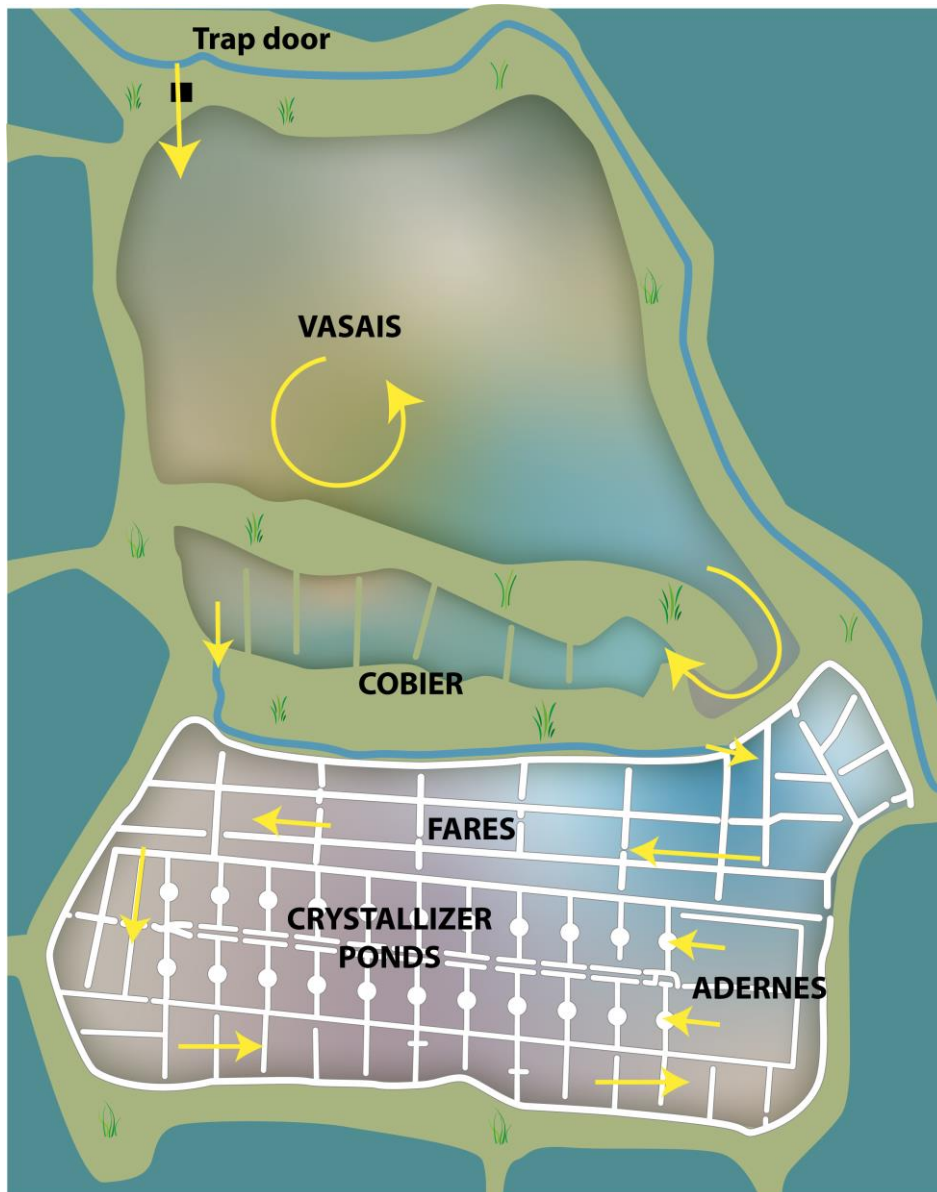 Trap door
VASAIS
COBIER
FARES
CRYSTALLIZER
PONDS
ADERNES